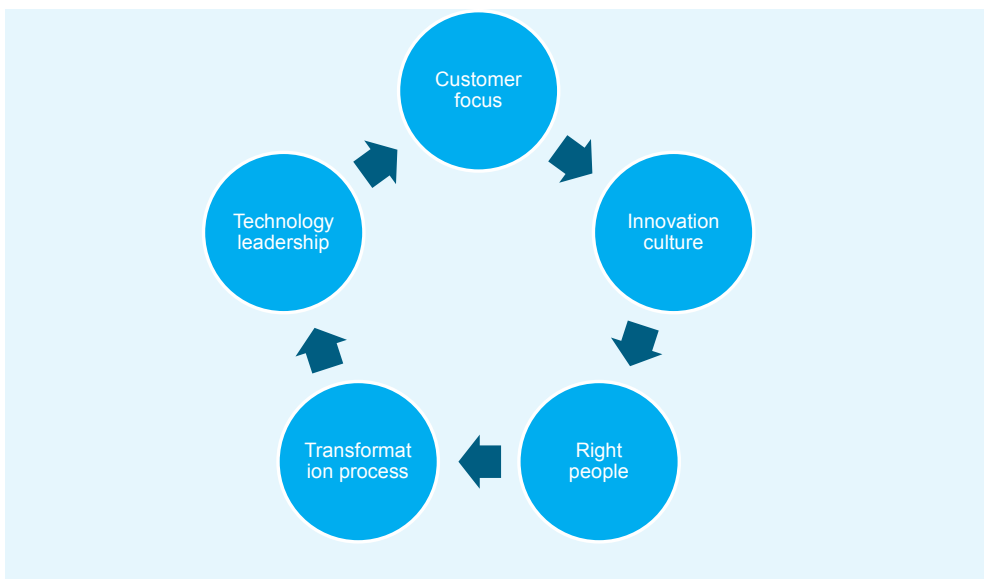 Customer
focus
Innovation
culture
Right
people
Transformat
ion process
Technology
leadership